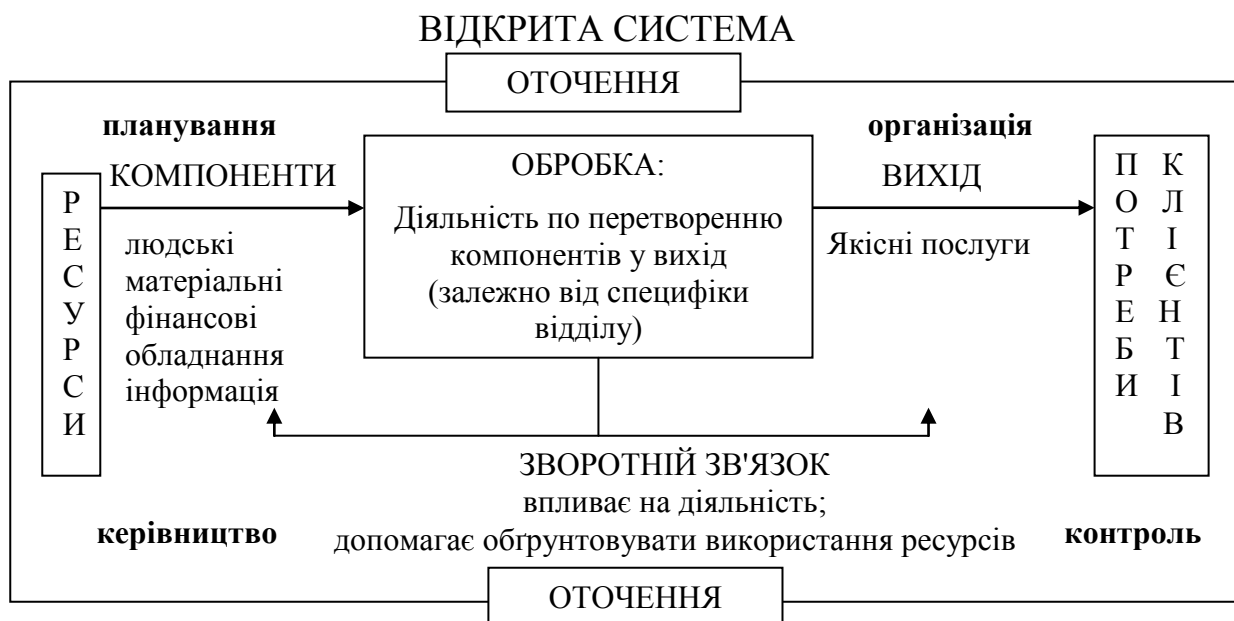 ВІДКРИТА СИСТЕМА
ОТОЧЕННЯ
планування
організація
РЕСУРСИ
КОМПОНЕНТИ
людські
матеріальні
фінансові
обладнання
інформація
ОБРОБКА:
Діяльність по перетворенню
компонентів у вихід
(залежно від специфіки
відділу)
ВИХІД
Якісні послуги
ПОТРЕБИ
КЛІЄНТІВ
ЗВОРОТНІЙ ЗВ'ЯЗОК
впливає на діяльність;
допомагає обґрунтовувати використання ресурсів
керівництво
контроль
ОТОЧЕННЯ